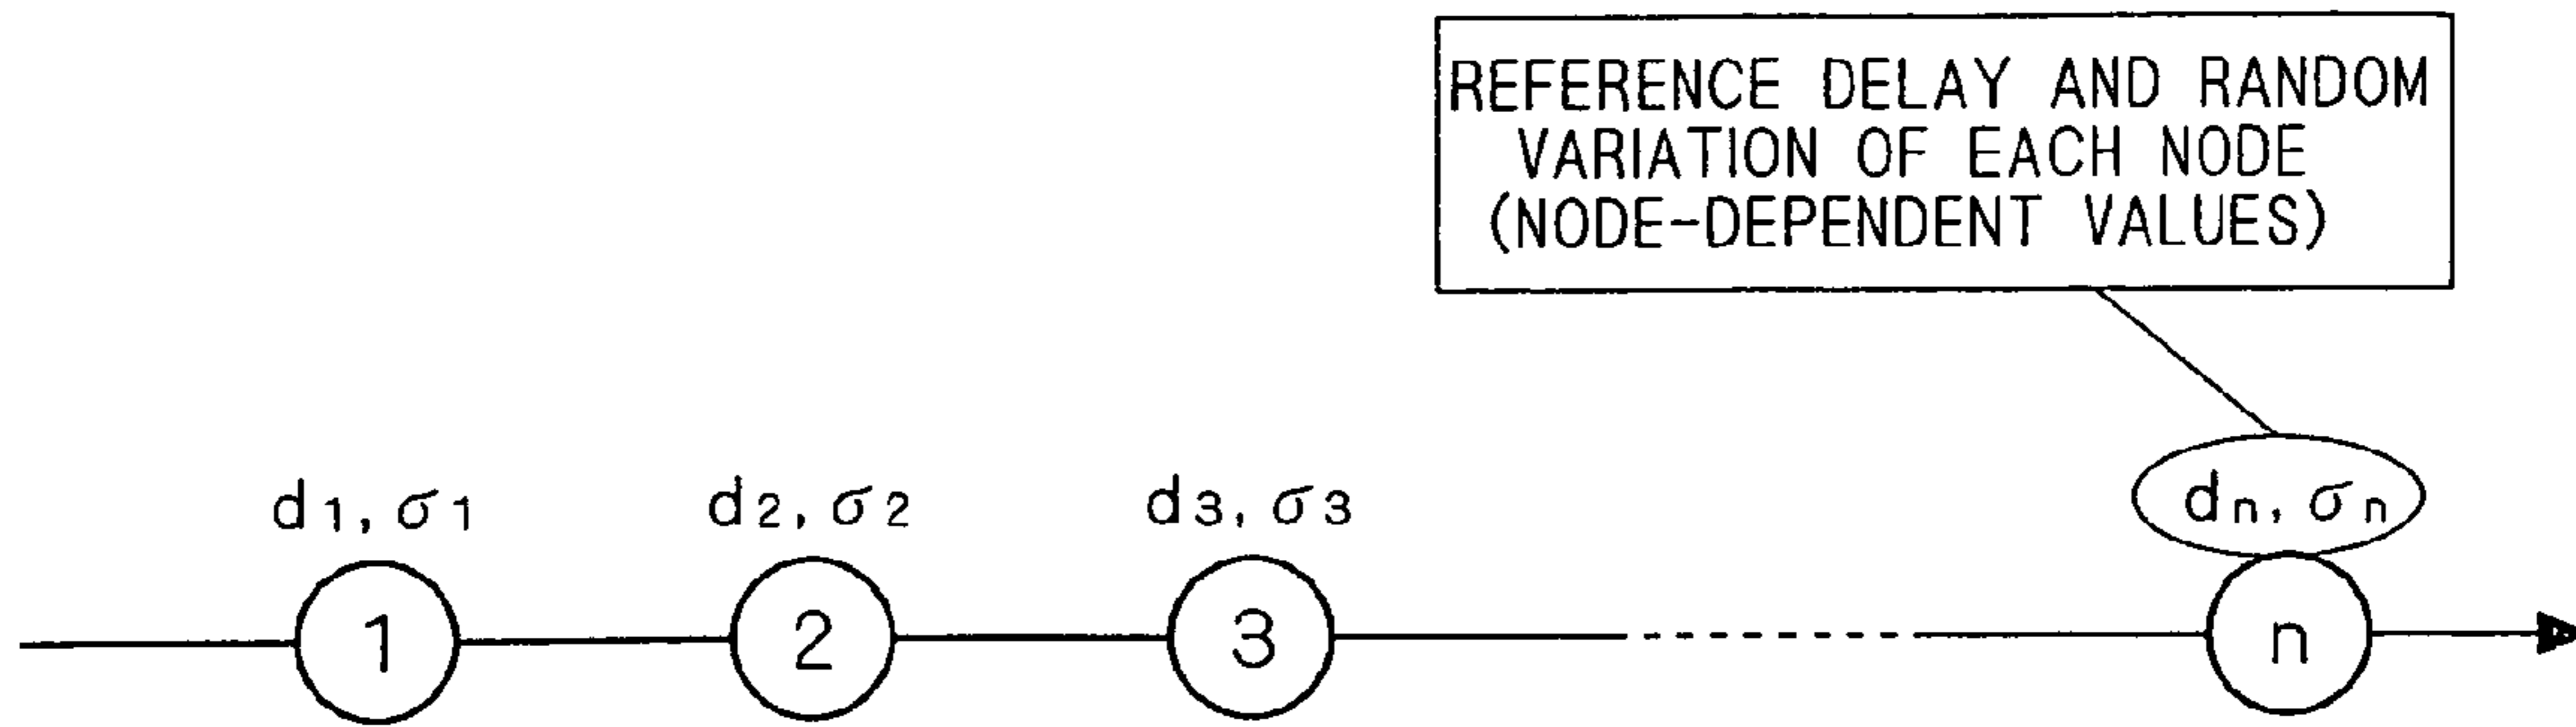 REFERENCE DELAY AND RANDOM
VARIATION OF EACH NODE
(NODE-DEPENDENT VALUES)
d1, σ1 d2, σ2 d3, σ3 dn, σn
1 2 3 n